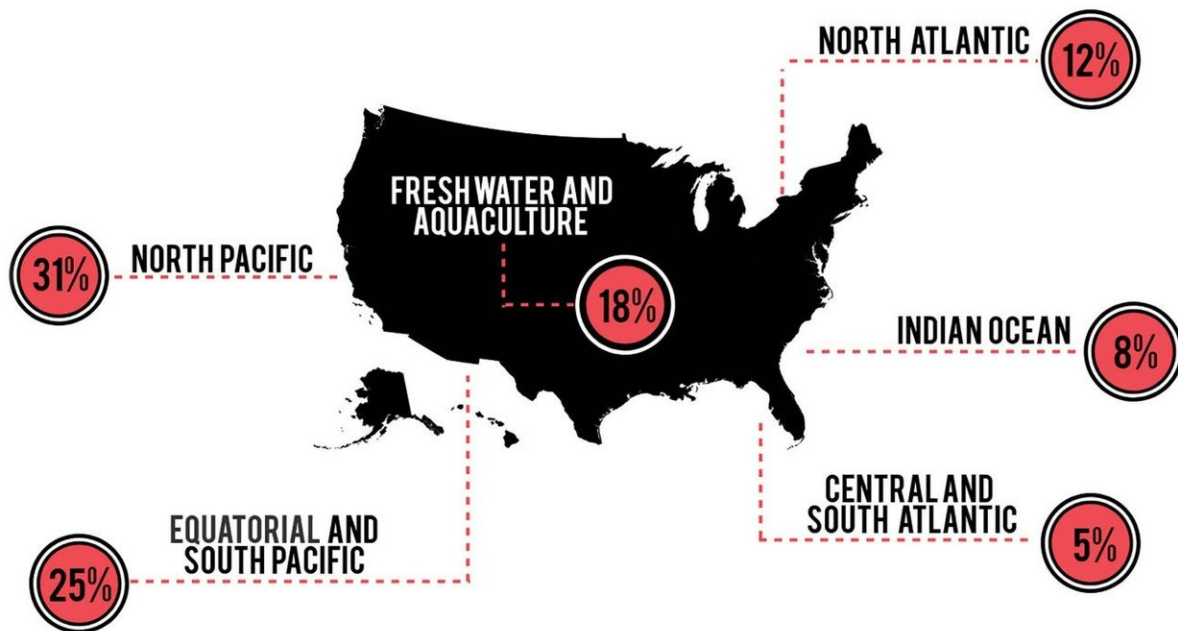 NORTH ATLANTIC
12%
FRESH WATER AND
AQUACULTURE
18%
31%
NORTH PACIFIC
INDIAN OCEAN
8%
EQUATORIAL AND
SOUTH PACIFIC
25%
CENTRAL AND
SOUTH ATLANTIC
5%